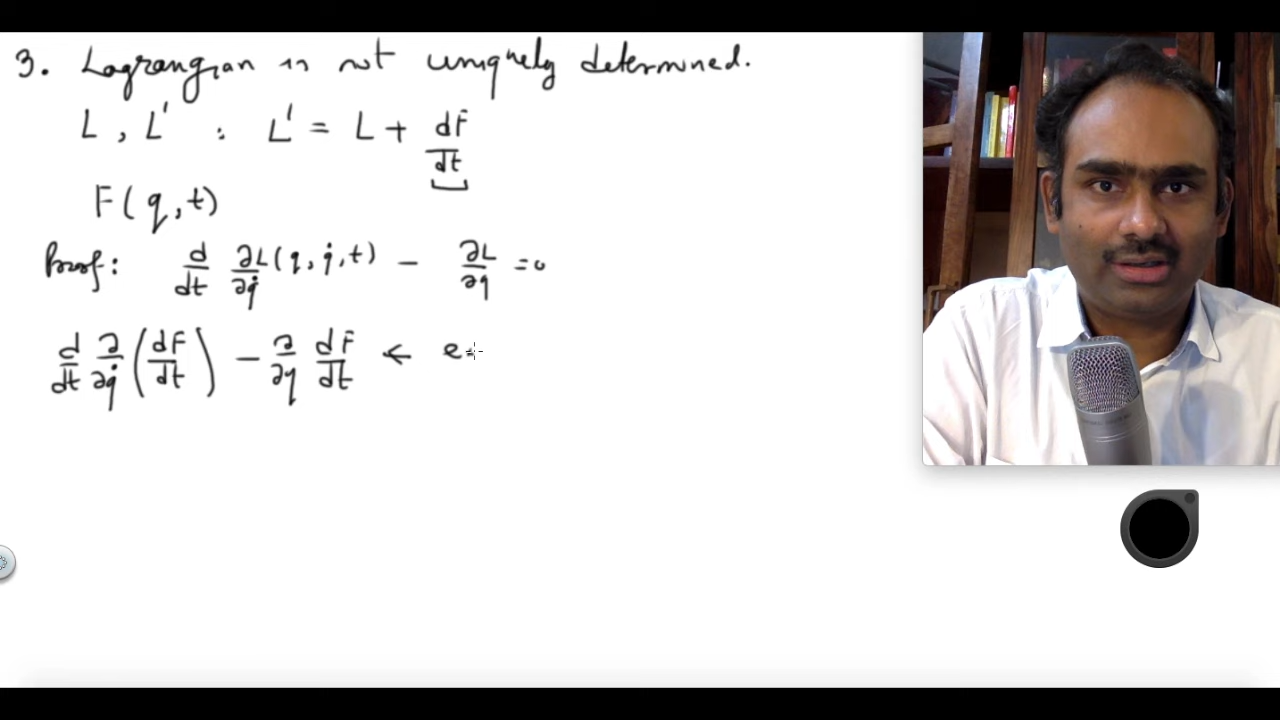 3. Lagrangian is not uniquely determined.
L, L' : L' = L + dF/dt
F(q,t)
Proof: d/dt ∂L(q, q̇, t)/∂q̇ − ∂L/∂q = 0
d/dt ∂/∂q̇ (dF/dt) − ∂/∂q dF/dt ←